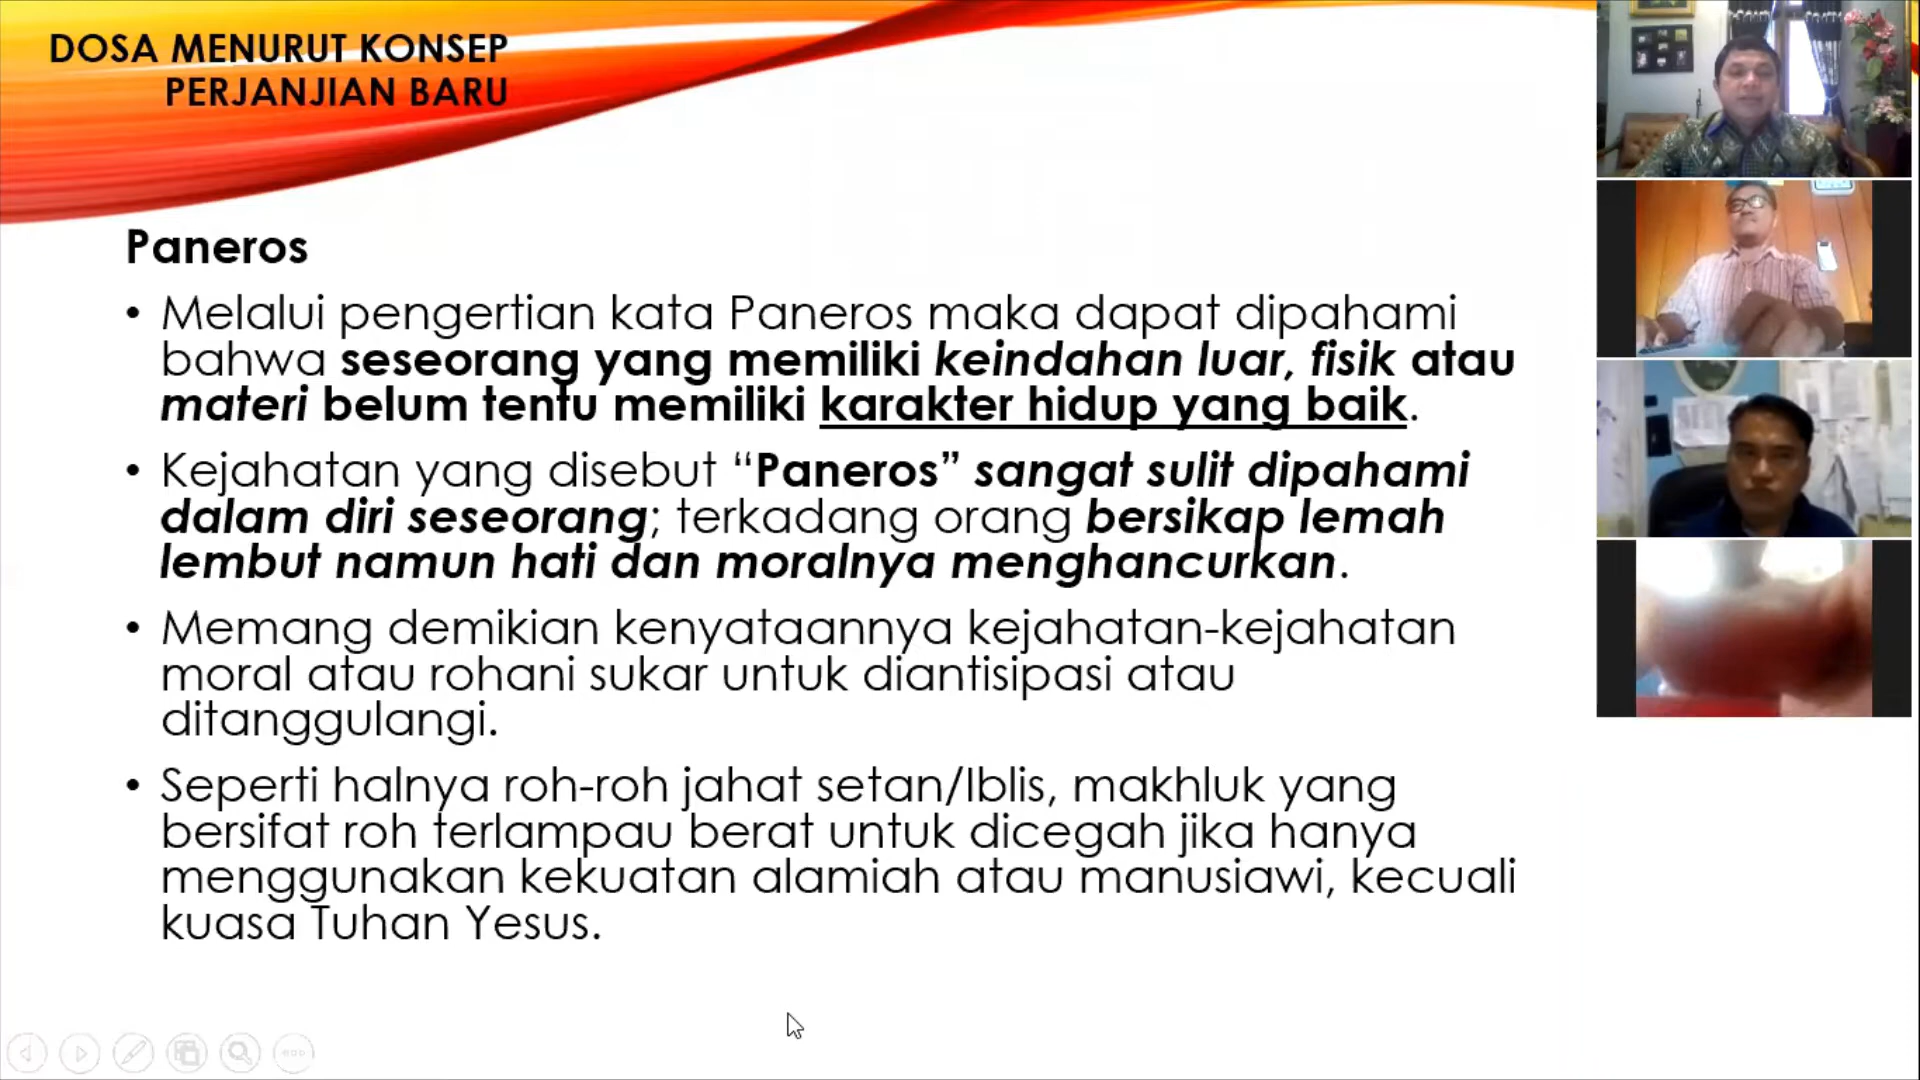 DOSA MENURUT KONSEP
PERJANJIAN BARU
Paneros
• Melalui pengertian kata Paneros maka dapat dipahami
bahwa seseorang yang memiliki keindahan luar, fisik atau
materi belum tentu memiliki karakter hidup yang baik.
• Kejahatan yang disebut “Paneros” sangat sulit dipahami
dalam diri seseorang; terkadang orang bersikap lemah
lembut namun hati dan moralnya menghancurkan.
• Memang demikian kenyataannya kejahatan-kejahatan
moral atau rohani sukar untuk diantisipasi atau
ditanggulangi.
• Seperti halnya roh-roh jahat setan/Iblis, makhluk yang
bersifat roh terlampau berat untuk dicegah jika hanya
menggunakan kekuatan alamiah atau manusiawi, kecuali
kuasa Tuhan Yesus.